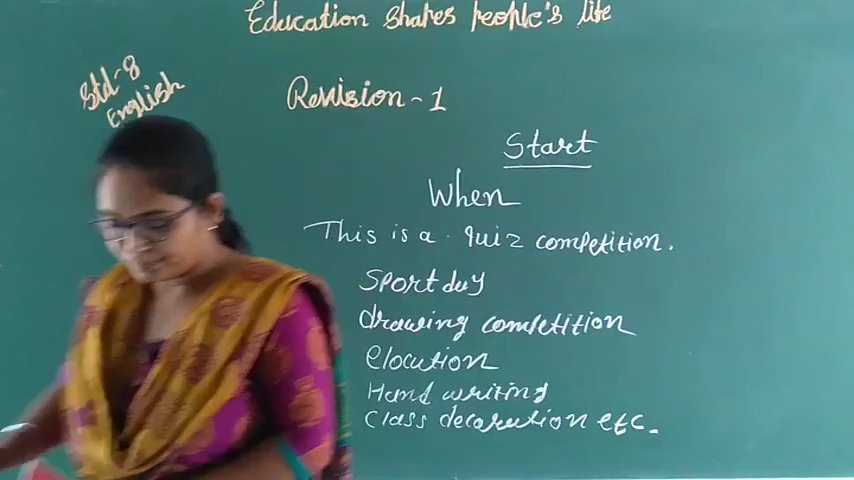 Education shapes people's life
Std-8
English
Revision-1
Start
When
This is a quiz competition.
Sport day
drawing competition
elocution
Hand writing
class decoration etc.